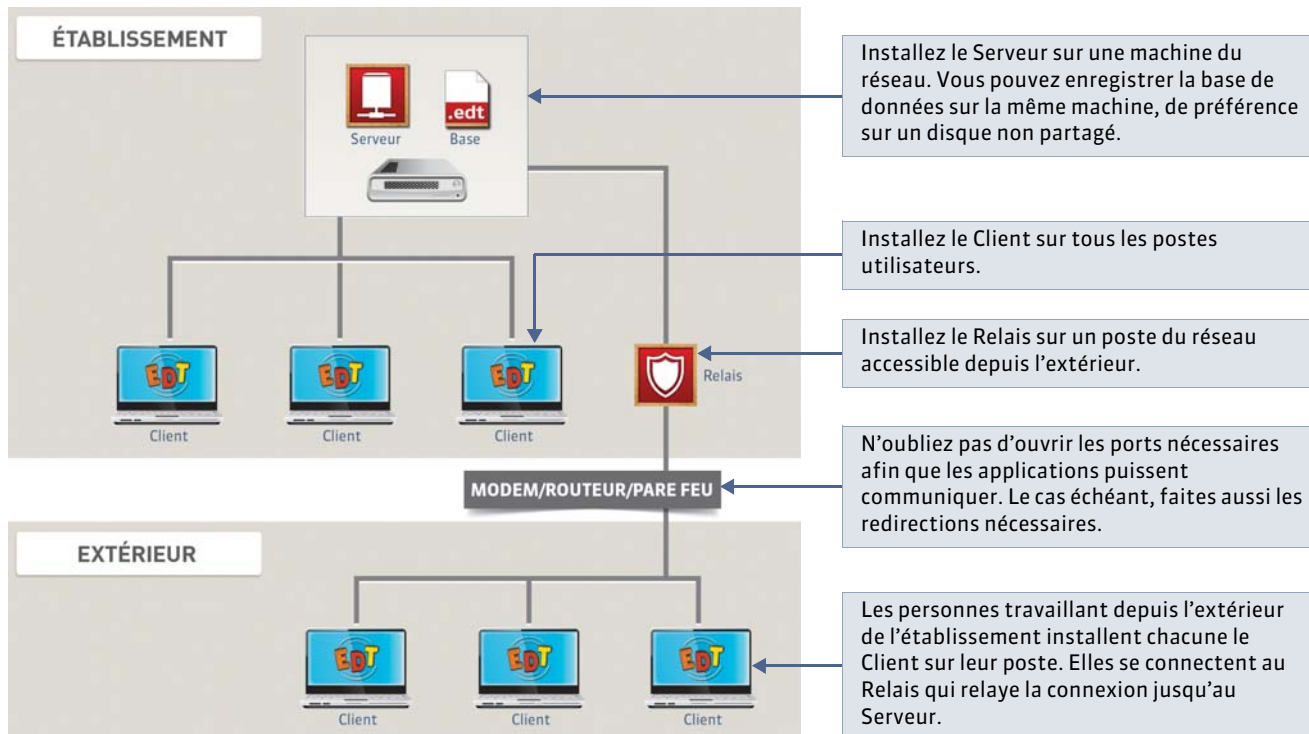 ÉTABLISSEMENT
.edt
Serveur
Base
Installez le Serveur sur une machine du
réseau. Vous pouvez enregistrer la base de
données sur la même machine, de préférence
sur un disque non partagé.
Installez le Client sur tous les postes
utilisateurs.
EDT
EDT
EDT
Client
Client
Client
Relais
Installez le Relais sur un poste du réseau
accessible depuis l’extérieur.
MODEM/ROUTEUR/PARE FEU
N’oubliez pas d’ouvrir les ports nécessaires
afin que les applications puissent
communiquer. Le cas échéant, faites aussi les
redirections nécessaires.
EXTÉRIEUR
EDT
EDT
EDT
Client
Client
Client
Les personnes travaillant depuis l’extérieur
de l’établissement installent chacune le
Client sur leur poste. Elles se connectent au
Relais qui relaye la connexion jusqu’au
Serveur.